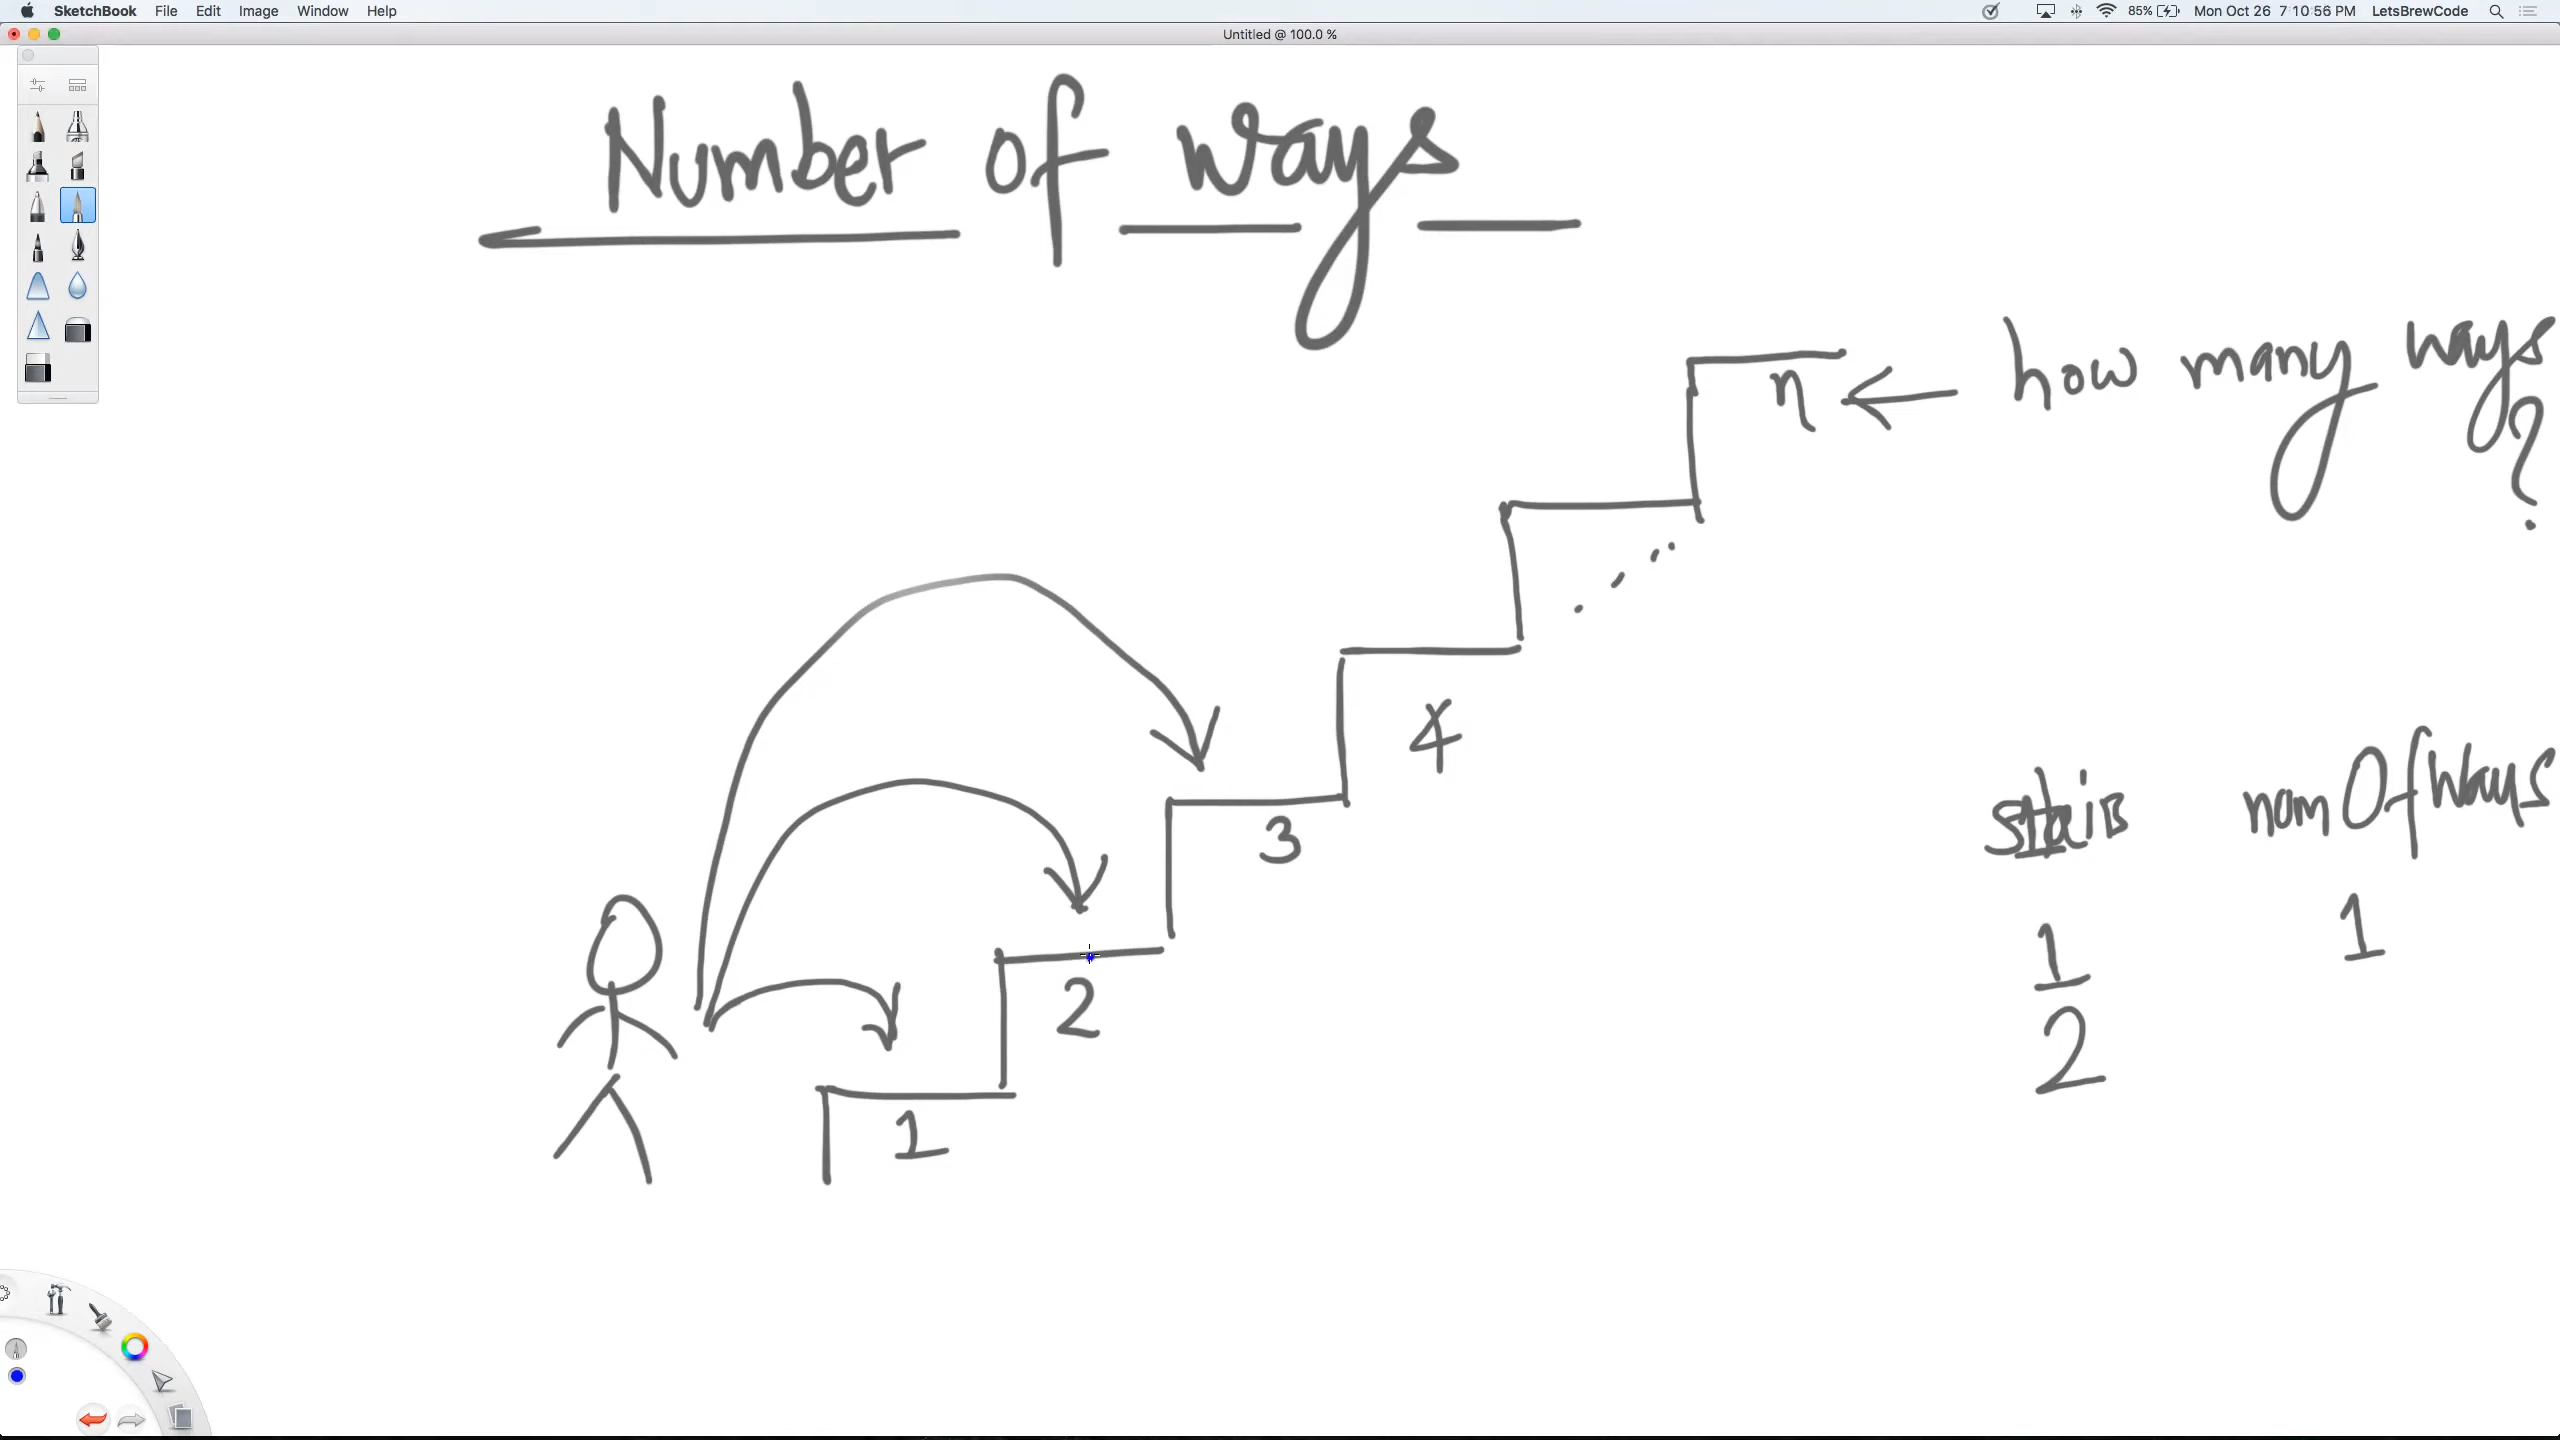 SketchBook File Edit Image Window Help 85% Mon Oct 26 7:10:56 PM LetsBrewCode
Untitled @ 100.0 %
Number of ways
n how many ways
?
4
3
stairs numOfWays
1 1
2
2
1